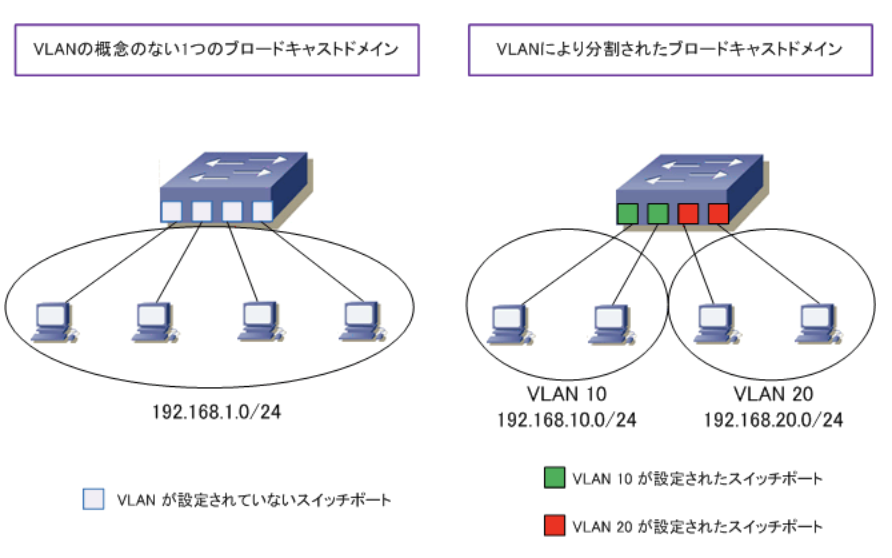 VLANの概念のない1つのブロードキャストドメイン
VLANにより分割されたブロードキャストドメイン
192.168.1.0/24
VLAN 10
192.168.10.0/24
VLAN 20
192.168.20.0/24
VLAN が設定されていないスイッチポート
VLAN 10 が設定されたスイッチポート
VLAN 20 が設定されたスイッチポート